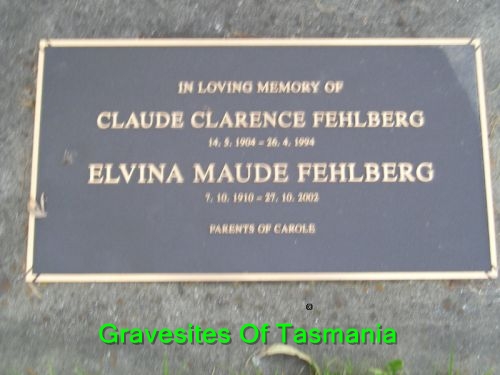 IN LOVING MEMORY OF
CLAUDE CLARENCE FEHLBERG
14. 5. 1904 = 26. 4. 1994
ELVINA MAUDE FEHLBERG
7. 10. 1910 = 27. 10. 2002
PARENTS OF CAROLE
Gravesites Of Tasmania